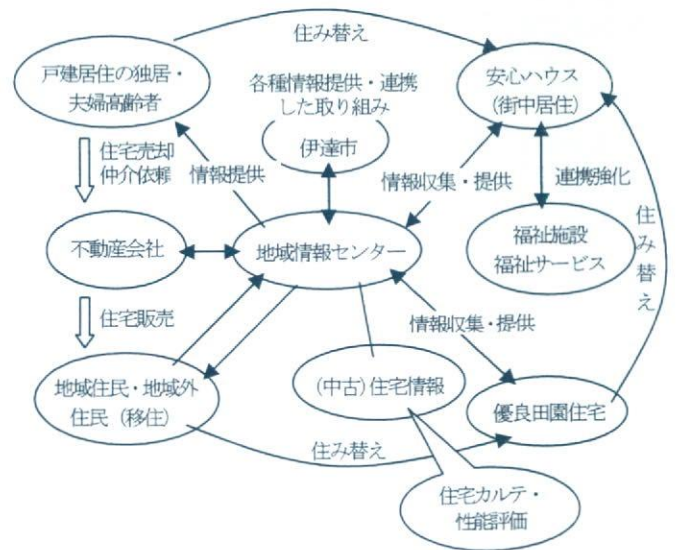 住み替え
戸建居住の独居・
夫婦高齢者
各種情報提供・連携
した取り組み
伊達市
安心ハウス
(街中居住)
住宅売却
仲介依頼
情報提供
情報収集・提供
連携強化
不動産会社
地域情報センター
福祉施設
福祉サービス
住み替え
住宅販売
情報収集・提供
地域住民・地域外
住民（移住）
(中古)住宅情報
優良田園住宅
住み替え
住宅カルテ・
性能評価